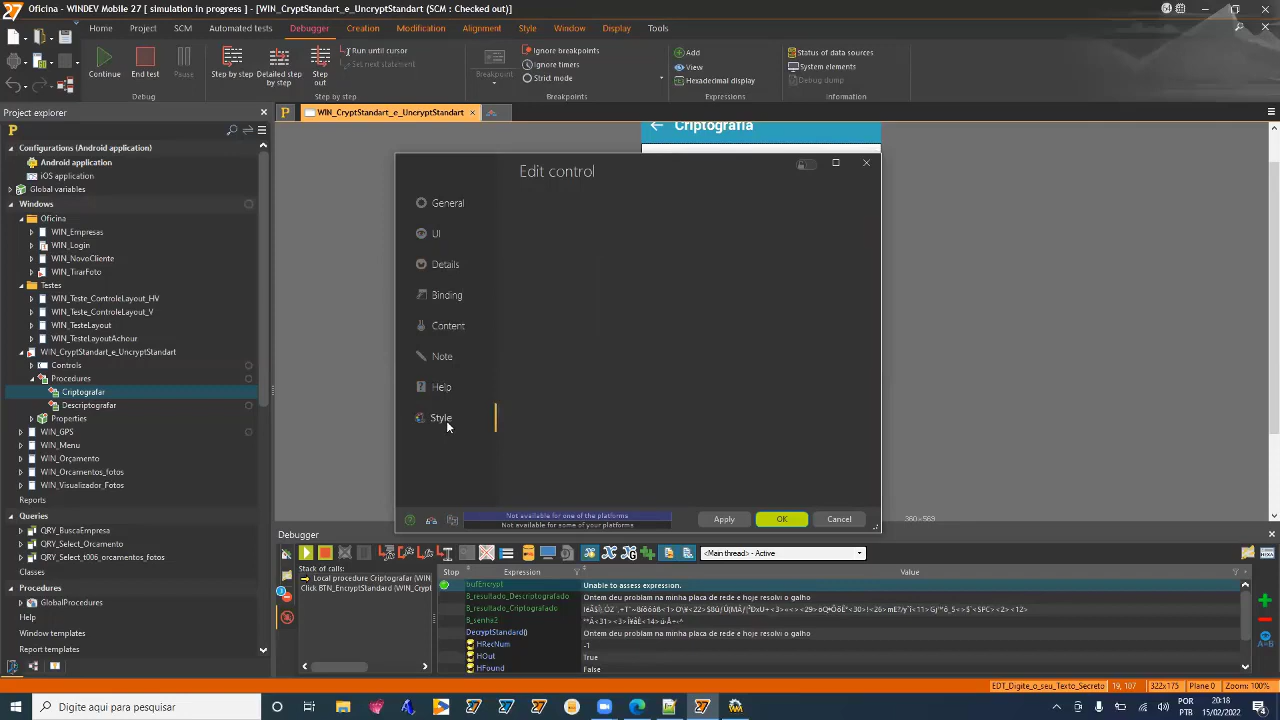 Oficina - WINDEV Mobile 27 [ simulation in progress ] - [WIN_CryptStandart_e_UncryptStandart (SCM : Checked out)]
Home Project SCM Automated tests Debugger Creation Modification Alignment Style Window Display Tools
Continue End test Pause
Step by step Detailed step by step Step out
Run until cursor
Set next statement
Breakpoint
Ignore breakpoints
Ignore timers
Strict mode
Add
View
Hexadecimal display
Status of data sources
System elements
Debug dump
Debug Step by step Breakpoints Expressions Information
Project explorer
WIN_CryptStandart_e_UncryptStandart
Configurations (Android application)
Android application
iOS application
Global variables
Windows
Oficina
WIN_Empresas
WIN_Login
WIN_NovoCliente
WIN_TirarFoto
Testes
WIN_Teste_ControleLayout_HV
WIN_Teste_ControleLayout_V
WIN_TesteLayout
WIN_TesteLayoutAchour
WIN_CryptStandart_e_UncryptStandart
Controls
Procedures
Criptografar
Descriptografar
Properties
WIN_GPS
WIN_Menu
WIN_Orçamento
WIN_Orcamentos_fotos
WIN_Visualizador_Fotos
Reports
Queries
QRY_BuscaEmpresa
QRY_Select_Orcamento
QRY_Select_t006_orcamentos_fotos
Classes
Procedures
GlobalProcedures
Help
Window templates
Report templates
Criptografia
Edit control
General
UI
Details
Binding
Content
Note
Help
Style
Not available for one of the platforms
Not available for some of your platforms
Apply OK Cancel
360×569
Debugger
<Main thread> - Active
Stack of calls:
Local procedure Criptografar (WIN
Click BTN_EncryptStandard (WIN_Cryp
Stop Expression Value
bufEncrypt Unable to assess expression.
B_resultado_Descriptografado Ontem deu problam na minha placa de rede e hoje resolvi o galho
B_resultado_Criptografado
B_senha2
DecryptStandard() Ontem deu problam na minha placa de rede e hoje resolvi o galho
HRecNum -1
HOut True
HFound False
EDT_Digite_o_seu_Texto_Secreto 19, 107 322x175 Plane 0 Zoom: 100%
Digite aqui para pesquisar
POR
PTB2
20:18
15/02/2022